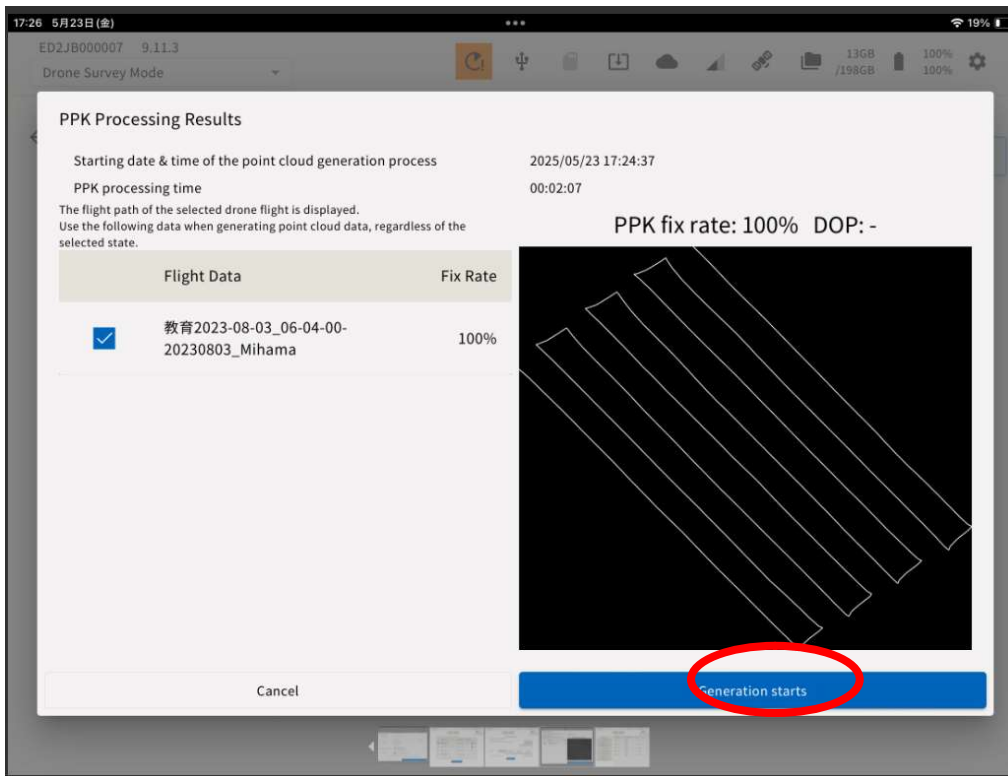 17:26 5月23日(金)
19%
ED2JB000007 9.11.3
Drone Survey Mode
13GB
/198GB
100%
100%
PPK Processing Results
Starting date & time of the point cloud generation process 2025/05/23 17:24:37
PPK processing time 00:02:07
The flight path of the selected drone flight is displayed.
Use the following data when generating point cloud data, regardless of the
selected state.
PPK fix rate: 100% DOP: -
Flight Data Fix Rate
教育2023-08-03_06-04-00-
20230803_Mihama
100%
Cancel
Generation starts